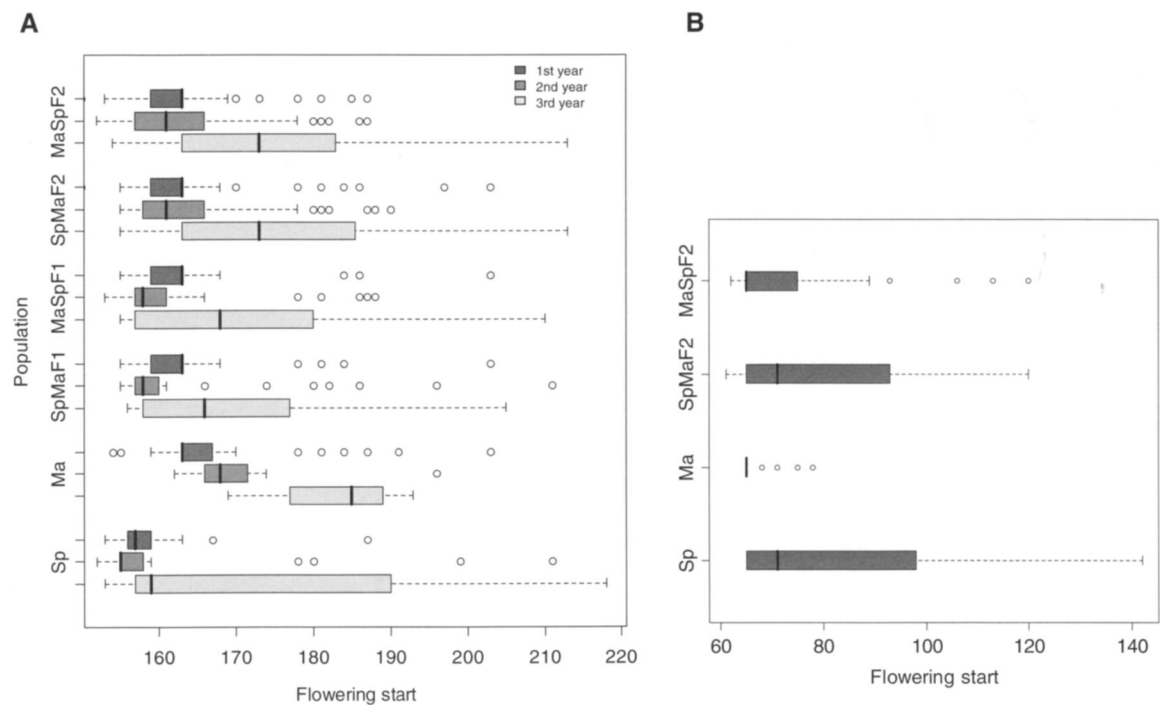 A
B
1st year
2nd year
3rd year
MaSpF2
SpMaF2
MaSpF1
SpMaF1
Ma
Sp
Population
160 170 180 190 200 210 220
Flowering start
MaSpF2
SpMaF2
Ma
Sp
60 80 100 120 140
Flowering start